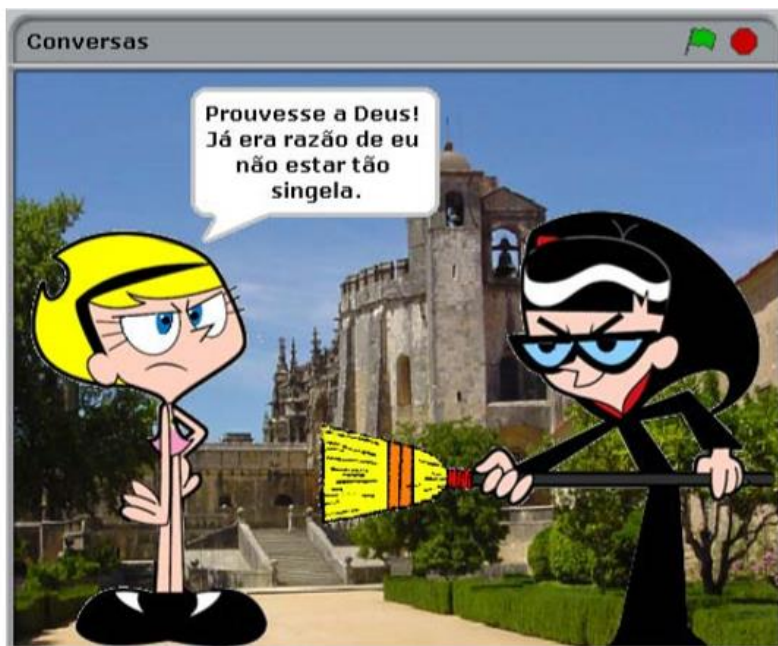 Conversas
Prouvesse a Deus!
Já era razão de eu
não estar tão
singela.